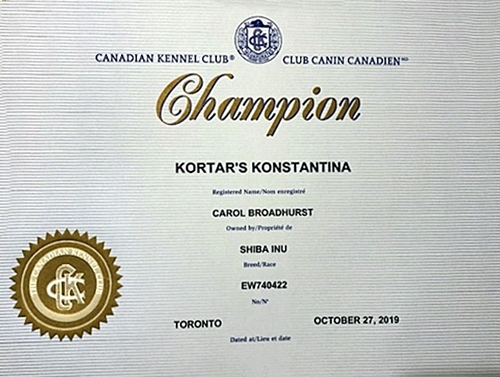 CANADIAN KENNEL CLUB® CLUB CANIN CANADIEN
Champion
KORTAR'S KONSTANTINA
Registered Name/Nom enregistré
CAROL BROADHURST
Owned by/Propriété de
SHIBA INU
Breed/Race
EW740422
No/Nº
TORONTO OCTOBER 27, 2019
Dated at/Lieu et date